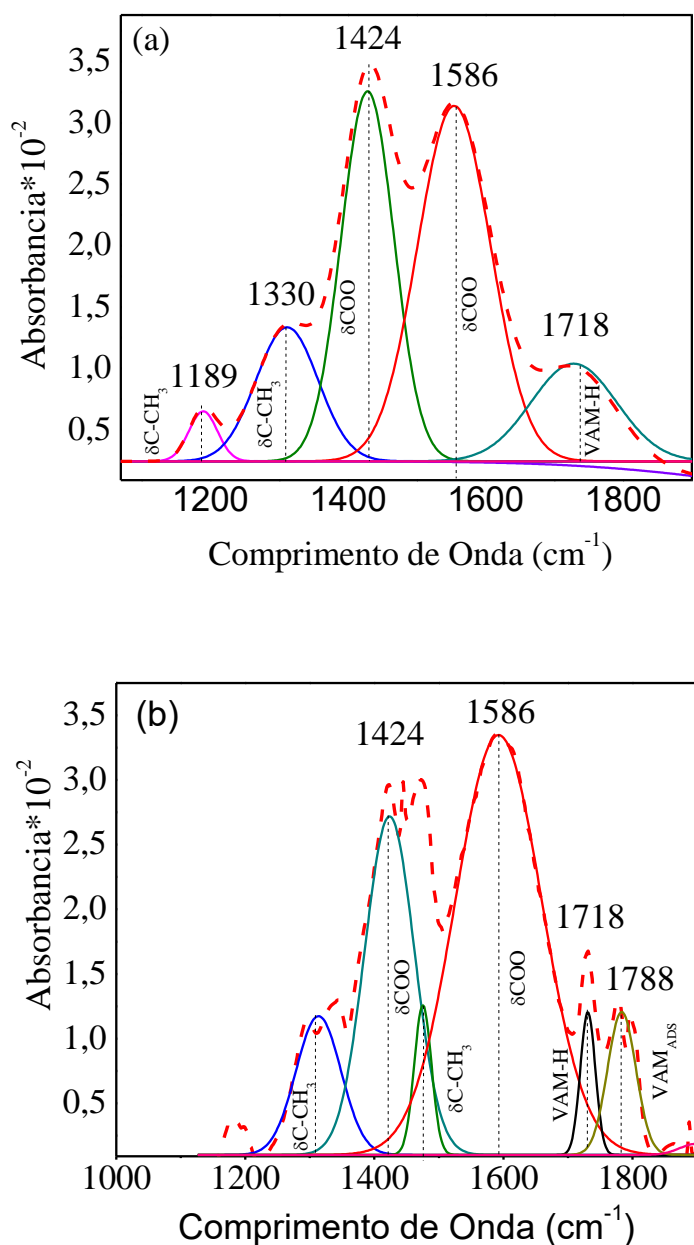 (a)
1424
1586
1330
1718
1189
δC-CH₃
δC-CH₃
δCOO
δCOO
VAM-H
Absorbancia*10⁻²
3,5
3,0
2,5
2,0
1,5
1,0
0,5
1200 1400 1600 1800
Comprimento de Onda (cm⁻¹)
(b)
1424
1586
1718
1788
δC-CH₃
δCOO
δC-CH₃
δCOO
VAM-H
VAM_ADS
Absorbancia*10⁻²
3,5
3,0
2,5
2,0
1,5
1,0
0,5
1000 1200 1400 1600 1800
Comprimento de Onda (cm⁻¹)